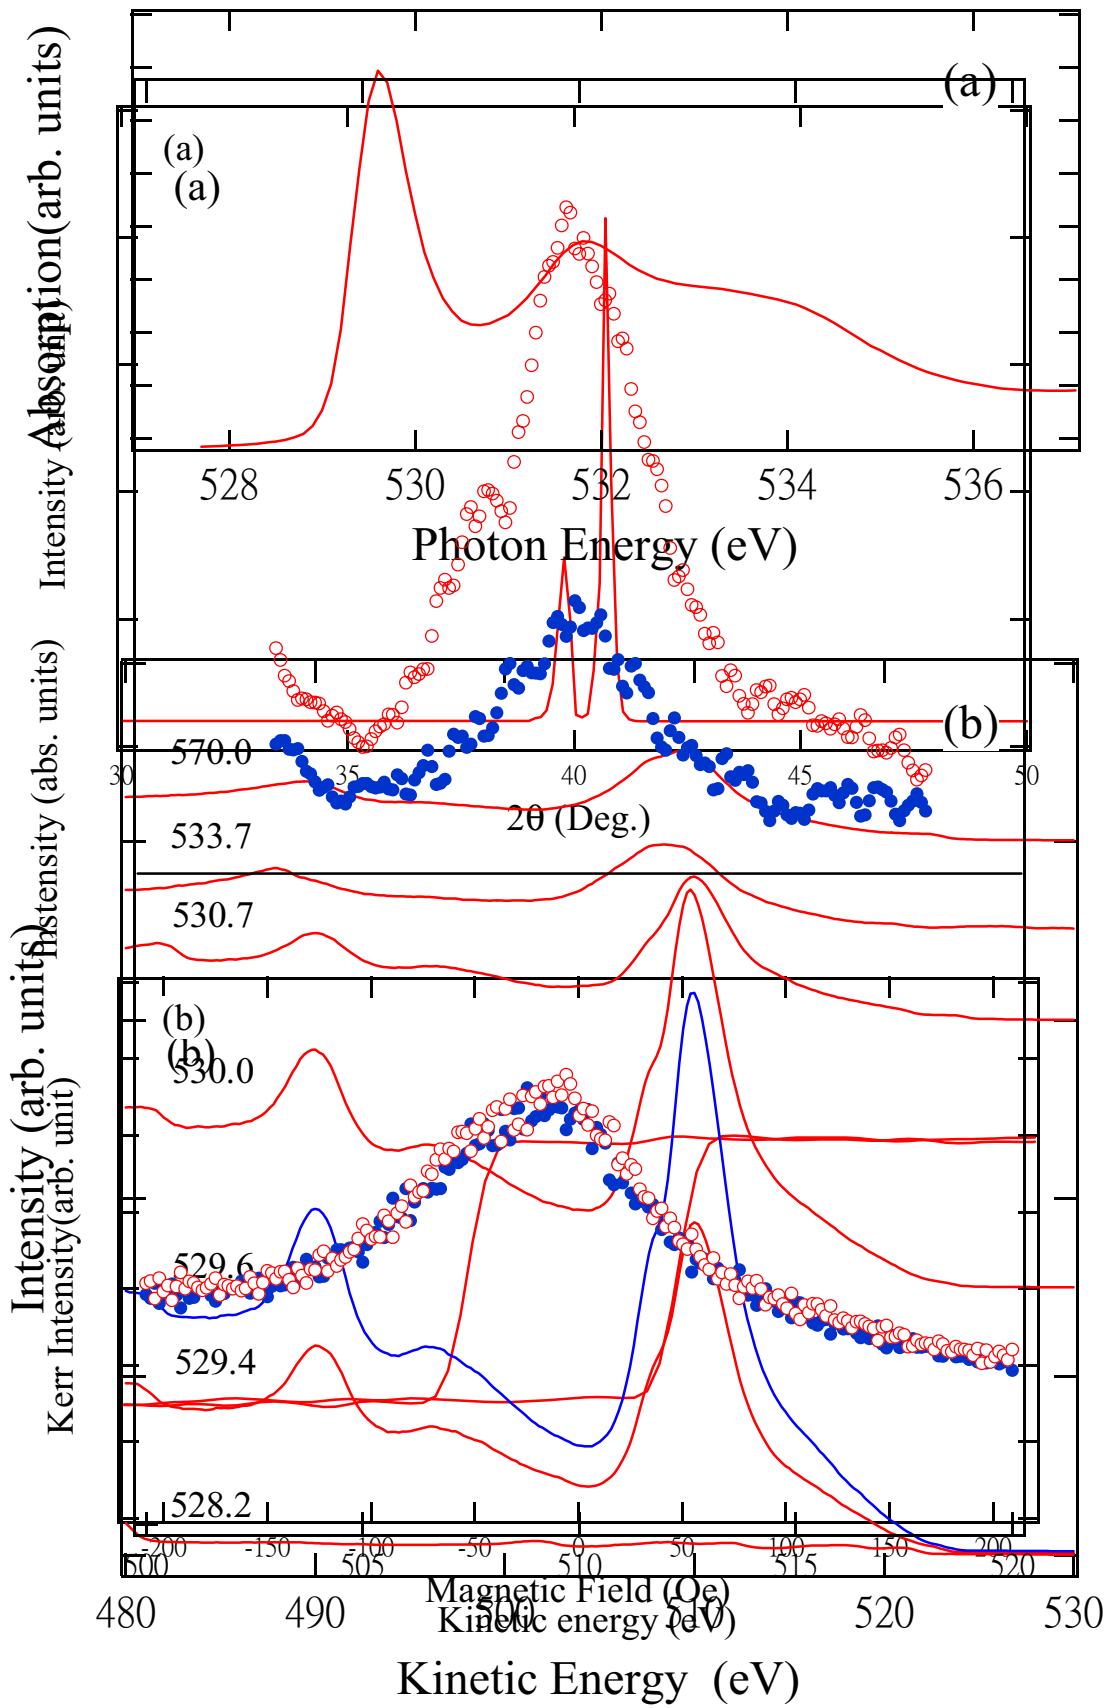 (a)
(a)
(a)
Absorption(arb. units)
Intensity (arb. unit)
528 530 532 534 536
Photon Energy (eV)
(b)
570.0
30 35 40 45 50
2θ (Deg.)
533.7
530.7
Instensity (abs. units)
Intensity (arb. units)
(b)
(b)
530.0
529.6
529.4
528.2
Kerr Intensity(arb. unit)
-200 -150 -100 -50 0 50 100 150 200
500 505 510 515 520
Magnetic Field (Oe)
Kinetic energy (eV)
480 490 500 510 520 530
Kinetic Energy (eV)